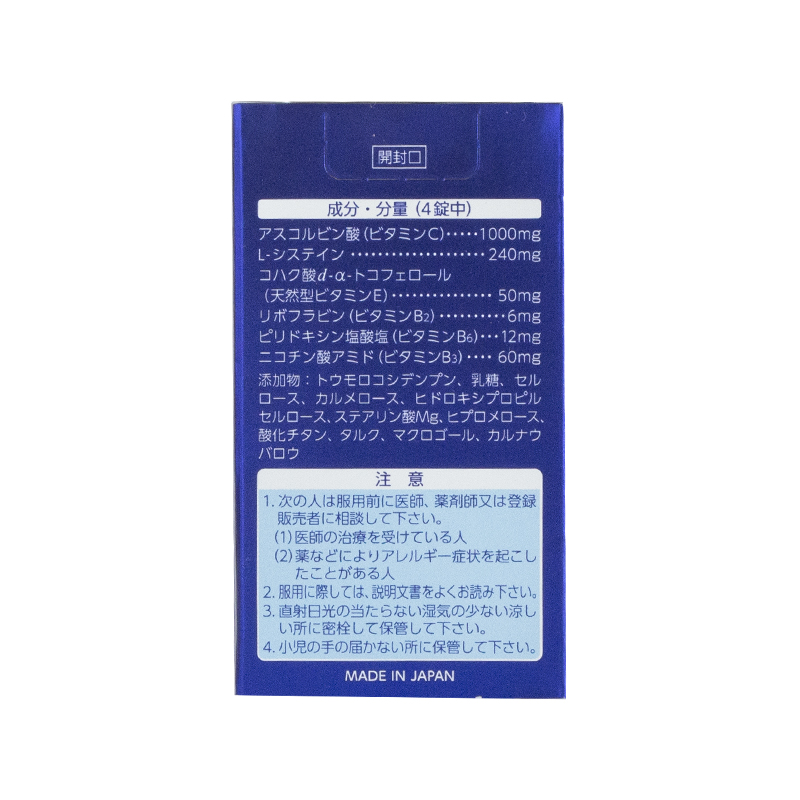 開封口
成分・分量（4錠中）
アスコルビン酸（ビタミンC）･････1000mg
L-システイン ････････････････････240mg
コハク酸d-α-トコフェロール
（天然型ビタミンE）･･･････････････50mg
リボフラビン（ビタミンB2）･･････････6mg
ピリドキシン塩酸塩（ビタミンB6）･･･12mg
ニコチン酸アミド（ビタミンB3）････60mg
添加物：トウモロコシデンプン、乳糖、セル
ロース、カルメロース、ヒドロキシプロピル
セルロース、ステアリン酸Mg、ヒプロメロース、
酸化チタン、タルク、マクロゴール、カルナウ
バロウ
注 意
1. 次の人は服用前に医師、薬剤師又は登録
販売者に相談して下さい。
(1)医師の治療を受けている人
(2)薬などによりアレルギー症状を起こし
たことがある人
2. 服用に際しては、説明文書をよくお読み下さい。
3. 直射日光の当たらない湿気の少ない涼し
い所に密栓して保管して下さい。
4. 小児の手の届かない所に保管して下さい。
MADE IN JAPAN